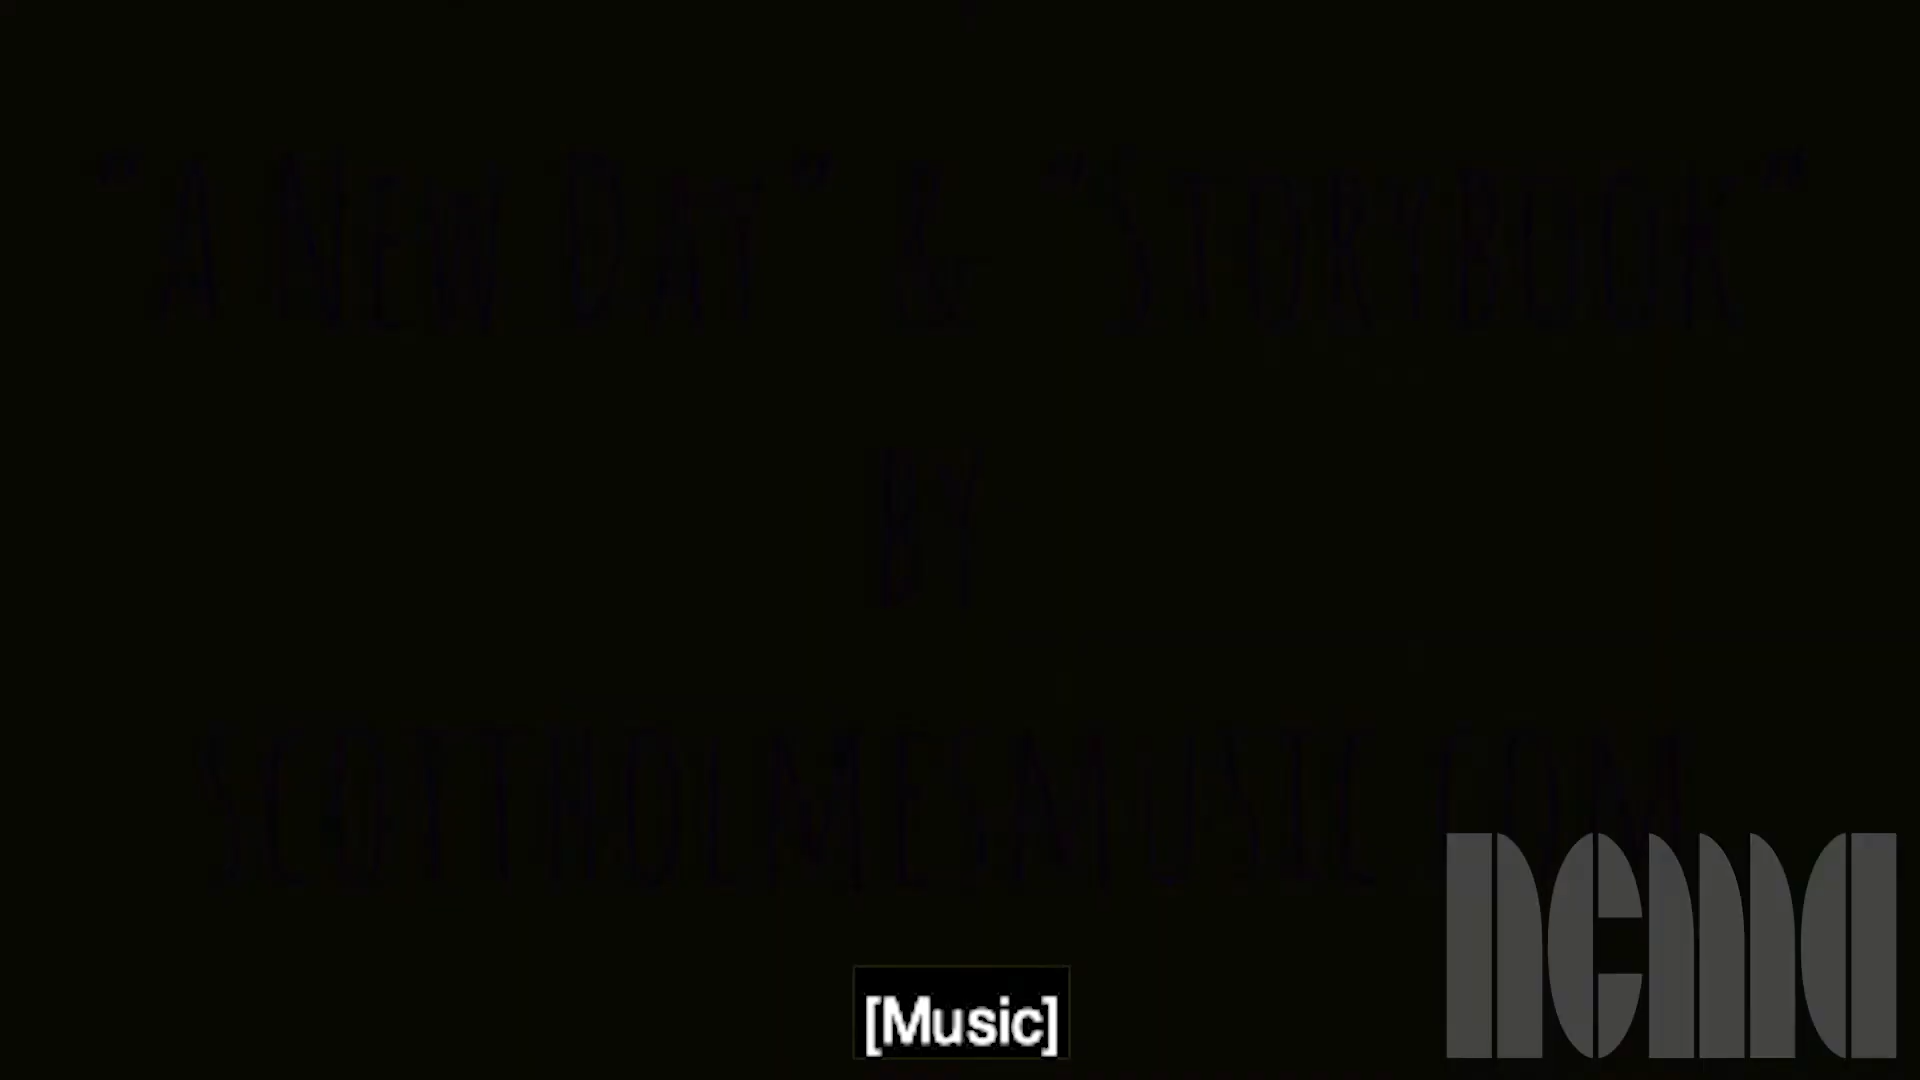 "A NEW DAY" & "STORYBOOK"
BY
SCOTTHOLMESMUSIC.COM
ncma
[Music]